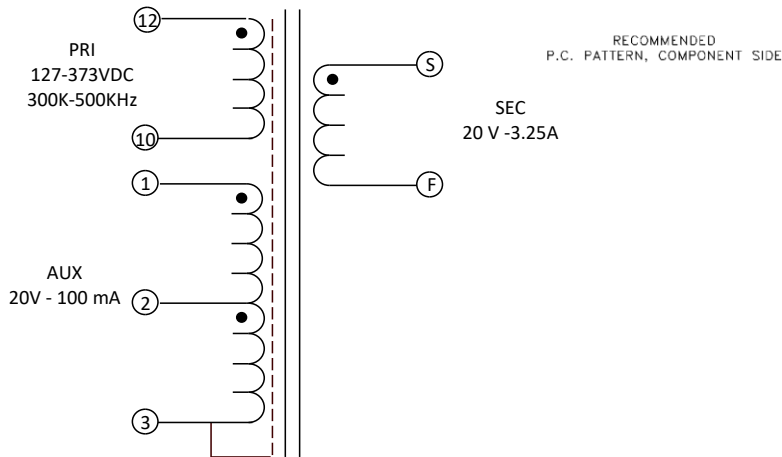 12
PRI
127-373VDC
300K-500KHz
10
1
AUX
20V - 100 mA
2
3
S
SEC
20 V -3.25A
F
RECOMMENDED
P.C. PATTERN, COMPONENT SIDE